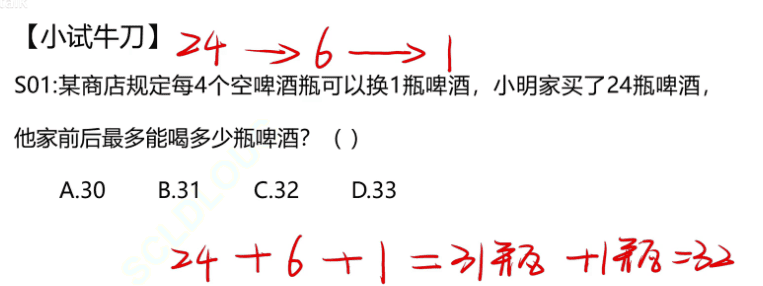 【小试牛刀】 24 → 6 → 1
S01:某商店规定每4个空啤酒瓶可以换1瓶啤酒，小明家买了24瓶啤酒，
他家前后最多能喝多少瓶啤酒？（ ）
A.30 B.31 C.32 D.33
24 + 6 + 1 = 31瓶 +1瓶 =32